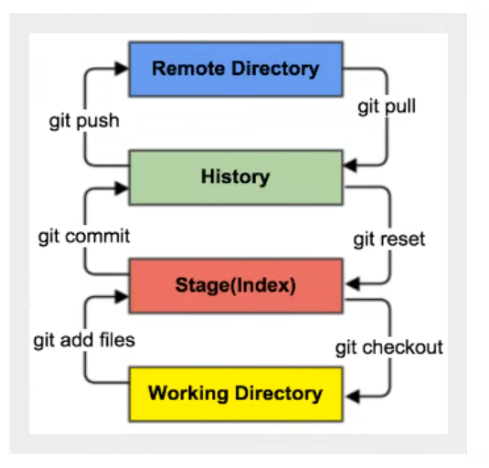 Remote Directory
git push
git pull
History
git commit
git reset
Stage(Index)
git add files
git checkout
Working Directory